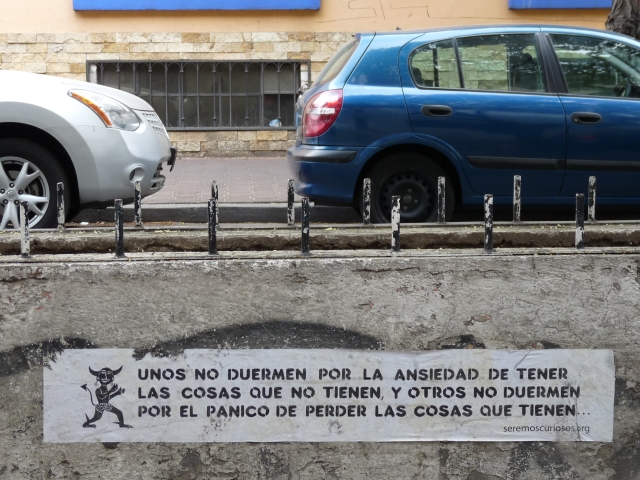 UNOS NO DUERMEN POR LA ANSIEDAD DE TENER
LAS COSAS QUE NO TIENEN, Y OTROS NO DUERMEN
POR EL PANICO DE PERDER LAS COSAS QUE TIENEN...
seremoscuriosos.org